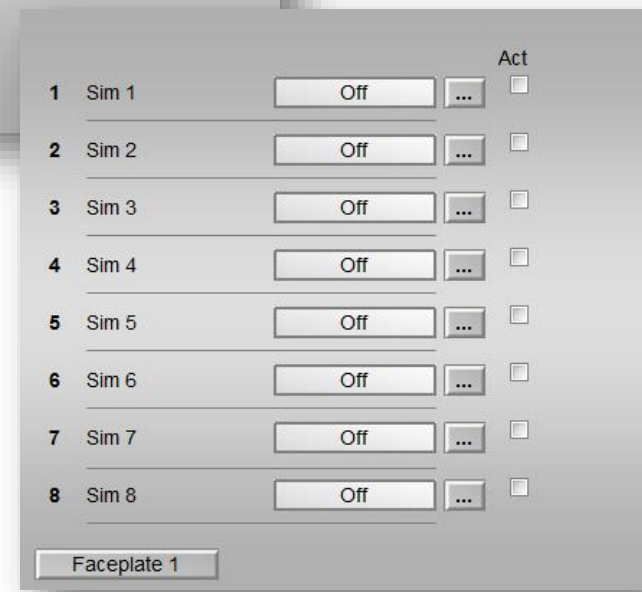 Act
1 Sim 1 Off ...
2 Sim 2 Off ...
3 Sim 3 Off ...
4 Sim 4 Off ...
5 Sim 5 Off ...
6 Sim 6 Off ...
7 Sim 7 Off ...
8 Sim 8 Off ...
Faceplate 1